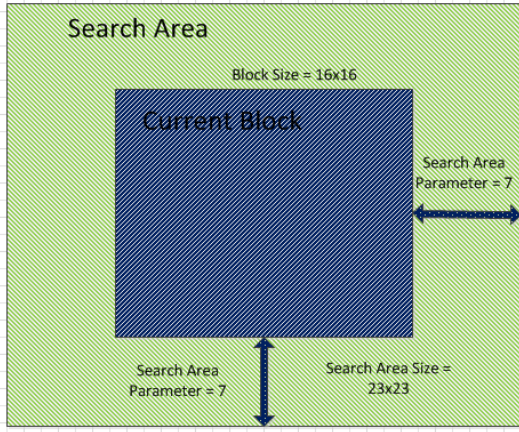 Search Area
Block Size = 16x16
Current Block
Search Area
Parameter = 7
Search Area
Parameter = 7
Search Area Size =
23x23